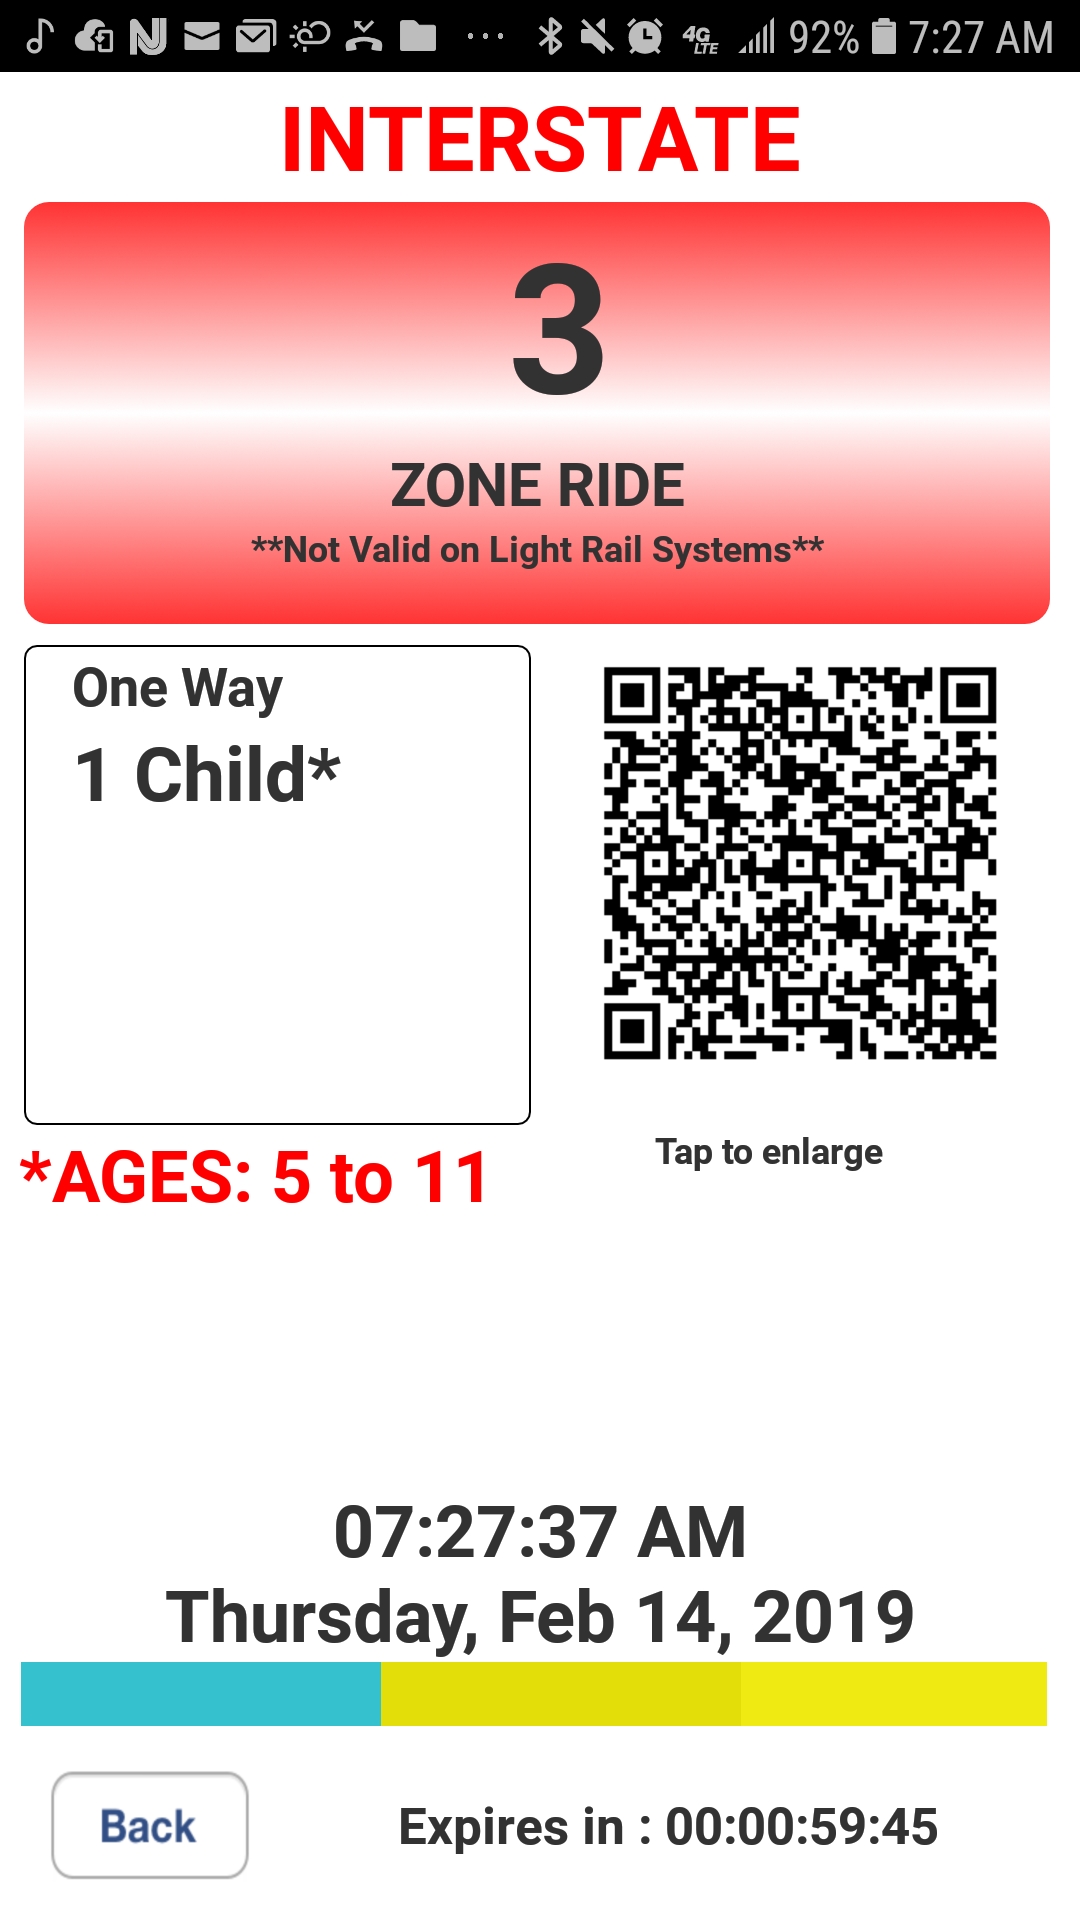 4G LTE 92% 7:27 AM
INTERSTATE
3
ZONE RIDE
**Not Valid on Light Rail Systems**
One Way
1 Child*
*AGES: 5 to 11
Tap to enlarge
07:27:37 AM
Thursday, Feb 14, 2019
Back
Expires in : 00:00:59:45